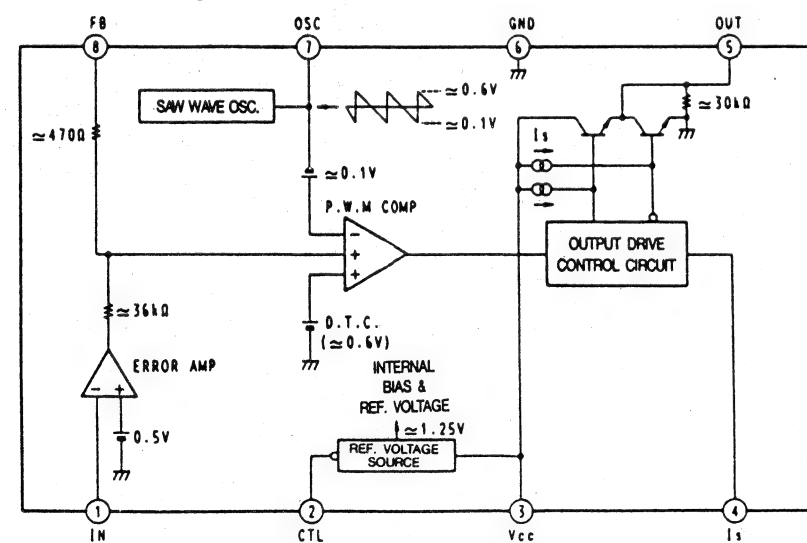 FB
OSC
GND
OUT
8
7
6
5
SAW WAVE OSC.
≃0.6V
≃0.1V
≃30kΩ
≃470Ω
Is
≃0.1V
P.W.M COMP
−
+
+
OUTPUT DRIVE
CONTROL CIRCUIT
≃36kΩ
D.T.C.
(≃0.6V)
ERROR AMP
− +
INTERNAL
BIAS &
REF. VOLTAGE
≃1.25V
0.5V
REF. VOLTAGE
SOURCE
1
2
3
4
IN
CTL
Vcc
Is